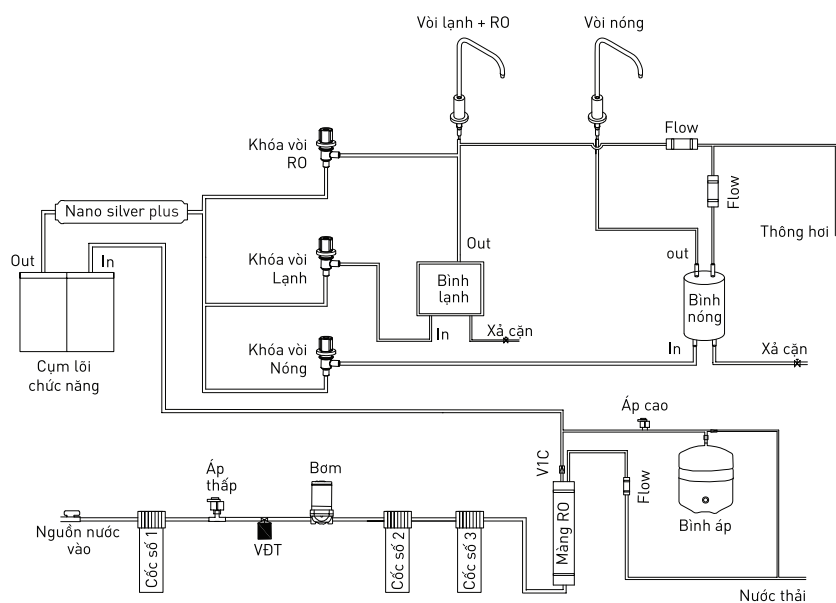 Vòi lạnh + RO
Vòi nóng
Flow
Khóa vòi
RO
Flow
Nano silver plus
Thông hơi
Out
In
Khóa vòi
Lạnh
Out
out
Bình
lạnh
Bình
nóng
In
Xả cặn
Khóa vòi
Nóng
In
Xả cặn
Cụm lõi
chức năng
Áp cao
Áp
thấp
Bơm
V1C
Flow
Nguồn nước
vào
Cốc số 1
VĐT
Cốc số 2
Cốc số 3
Màng RO
Bình áp
Nước thải